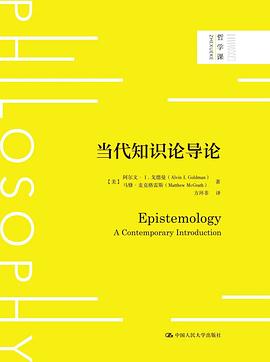 PHILOSOPHY
哲学课
ZHEXUEKE
当代知识论导论
【美】 阿尔文·I.戈德曼（Alvin I. Goldman） 著
马修·麦克格雷斯（Matthew McGrath）
方环非 译
Epistemology
A Contemporary Introduction
中国人民大学出版社